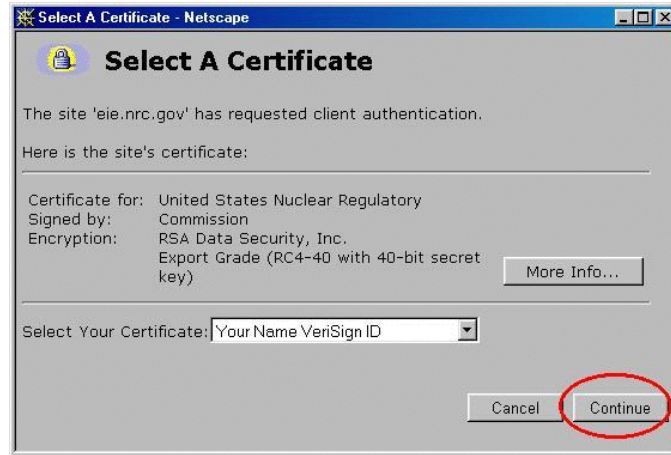 Select A Certificate - Netscape
Select A Certificate
The site 'eie.nrc.gov' has requested client authentication.
Here is the site's certificate:
Certificate for: United States Nuclear Regulatory
Signed by: Commission
Encryption: RSA Data Security, Inc.
Export Grade (RC4-40 with 40-bit secret
key)
More Info...
Select Your Certificate: Your Name VeriSign ID
Cancel Continue